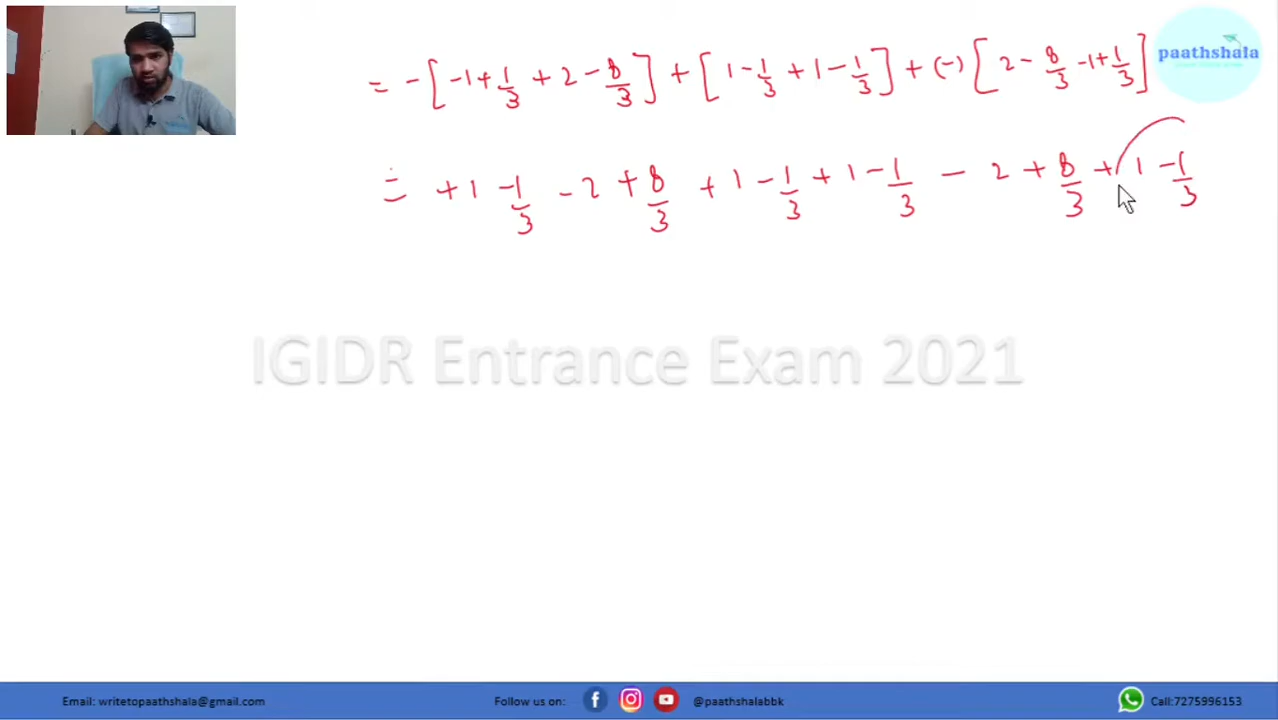 = -[-1+1/3 + 2 - 8/3] + [1 - 1/3 + 1 - 1/3] + (-)[2 - 8/3 - 1 + 1/3]
= +1 - 1/3 - 2 + 8/3 + 1 - 1/3 + 1 - 1/3 - 2 + 8/3 + 1 - 1/3
paathshala
IGIDR Entrance Exam 2021
Email: writetopaathshala@gmail.com
Follow us on:
@paathshalabbk
Call:7275996153